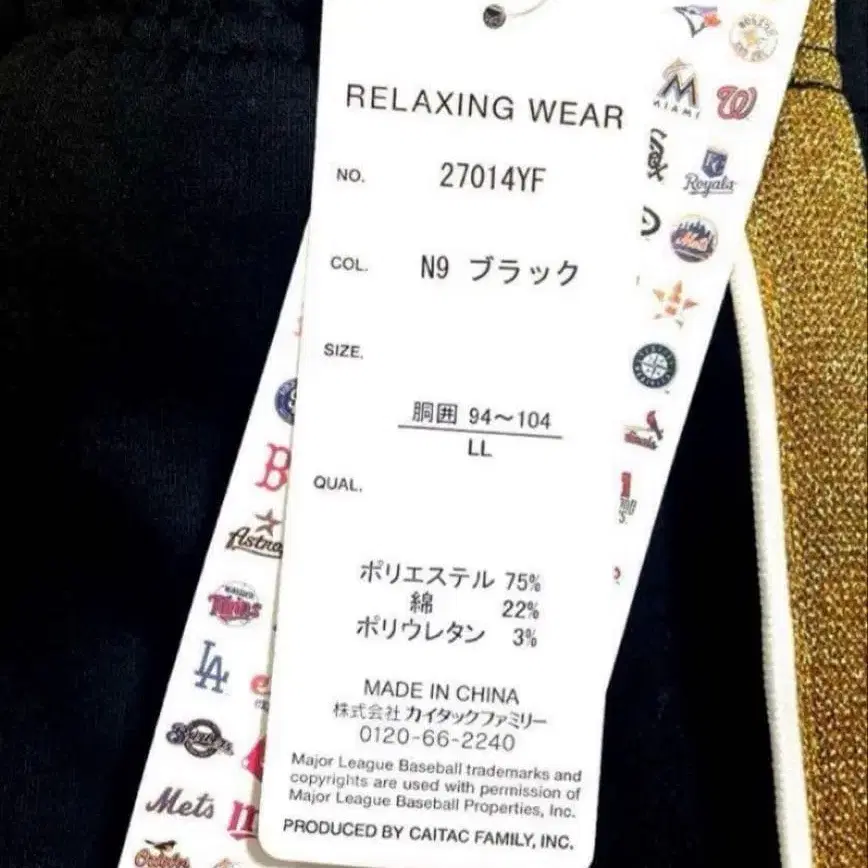 RELAXING WEAR
NO. 27014YF
COL. N9 ブラック
SIZE.
胴囲 94～104
LL
QUAL.
ポリエステル 75%
綿 22%
ポリウレタン 3%
MADE IN CHINA
株式会社カイタックファミリー
0120-66-2240
Major League Baseball trademarks and
copyrights are used with permission of
Major League Baseball Properties, Inc.
PRODUCED BY CAITAC FAMILY, INC.
MIAMI
W
Sox
KC
Royals
Mets
B
Astros
Twins
LA
Brewers
Mets